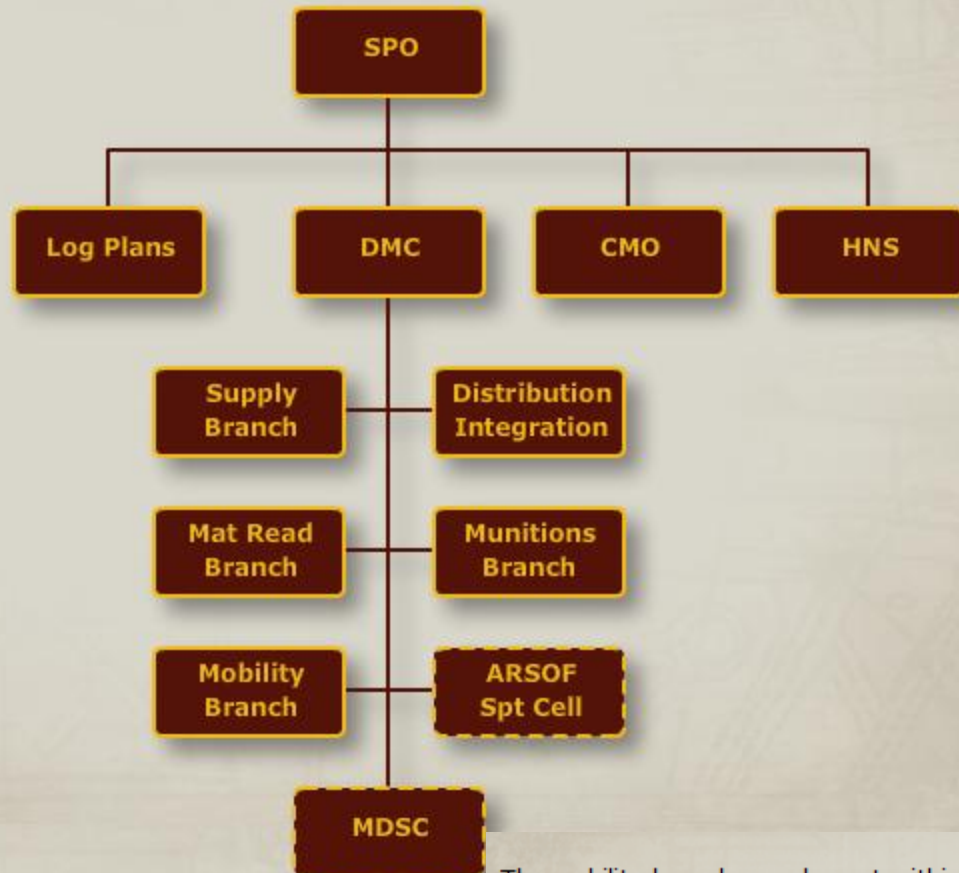 SPO
Log Plans
DMC
CMO
HNS
Supply
Branch
Distribution
Integration
Mat Read
Branch
Munitions
Branch
Mobility
Branch
ARSOF
Spt Cell
MDSC